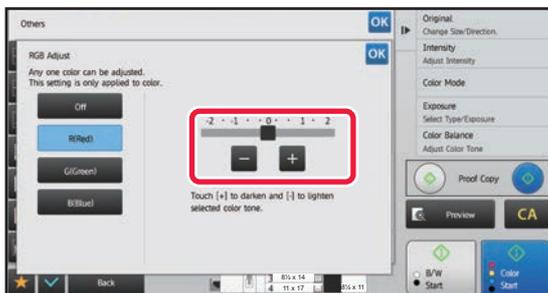 Others
OK
RGB Adjust
OK
Any one color can be adjusted.
This setting is only applied to color.
Off
R(Red)
G(Green)
B(Blue)
-2 · -1 · 0 · 1 · 2
− +
Touch [+] to darken and [-] to lighten
selected color tone.
Original
Change Size/Direction.
Intensity
Adjust Intensity
Color Mode
Exposure
Select Type/Exposure
Color Balance
Adjust Color Tone
Proof Copy
Preview
CA
B/W
Start
Color
Start
Back
3 8½ x 14
4 11 x 17
8½ x 11